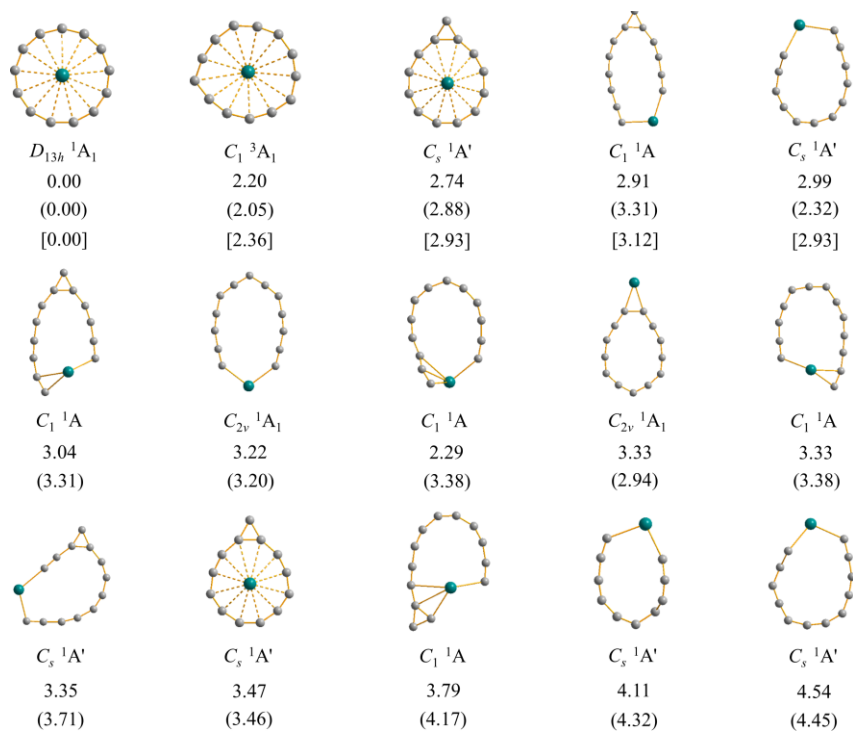 D₁₃ₕ ¹A₁ C₁ ³A₁ Cₛ ¹A' C₁ ¹A Cₛ ¹A'
0.00 2.20 2.74 2.91 2.99
(0.00) (2.05) (2.88) (3.31) (2.32)
[0.00] [2.36] [2.93] [3.12] [2.93]
C₁ ¹A C₂ᵥ ¹A₁ C₁ ¹A C₂ᵥ ¹A₁ C₁ ¹A
3.04 3.22 2.29 3.33 3.33
(3.31) (3.20) (3.38) (2.94) (3.38)
Cₛ ¹A' Cₛ ¹A' C₁ ¹A Cₛ ¹A' Cₛ ¹A'
3.35 3.47 3.79 4.11 4.54
(3.71) (3.46) (4.17) (4.32) (4.45)